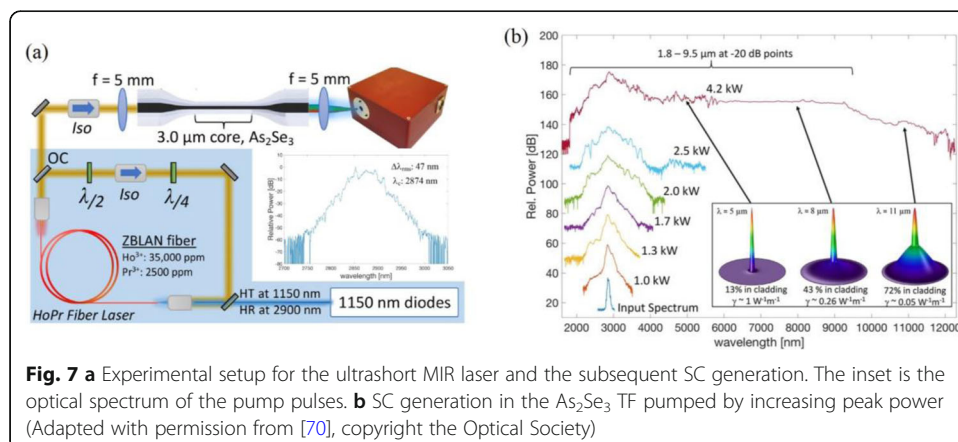 (a)
f = 5 mm
f = 5 mm
Iso
3.0 µm core, As₂Se₃
OC
λ/2
Iso
λ/4
ZBLAN fiber
Ho³⁺: 35,000 ppm
Pr³⁺: 2500 ppm
HoPr Fiber Laser
HT at 1150 nm
HR at 2900 nm
1150 nm diodes
Relative Power [dB]
wavelength [nm]
λc: 2874 nm
(b)
Rel. Power [dB]
200
180
160
140
120
100
80
60
40
20
0
1.8 – 9.5 µm at -20 dB points
4.2 kW
2.5 kW
2.0 kW
1.7 kW
1.3 kW
1.0 kW
Input Spectrum
λ = 5 µm
λ = 8 µm
λ = 11 µm
13% in cladding
γ ~ 1 W⁻¹m⁻¹
43 % in cladding
γ ~ 0.26 W⁻¹m⁻¹
72% in cladding
γ ~ 0.05 W⁻¹m⁻¹
2000 3000 4000 5000 6000 7000 8000 9000 10000 11000 12000
wavelength [nm]
Fig. 7 a Experimental setup for the ultrashort MIR laser and the subsequent SC generation. The inset is the
optical spectrum of the pump pulses. b SC generation in the As₂Se₃ TF pumped by increasing peak power
(Adapted with permission from [70], copyright the Optical Society)